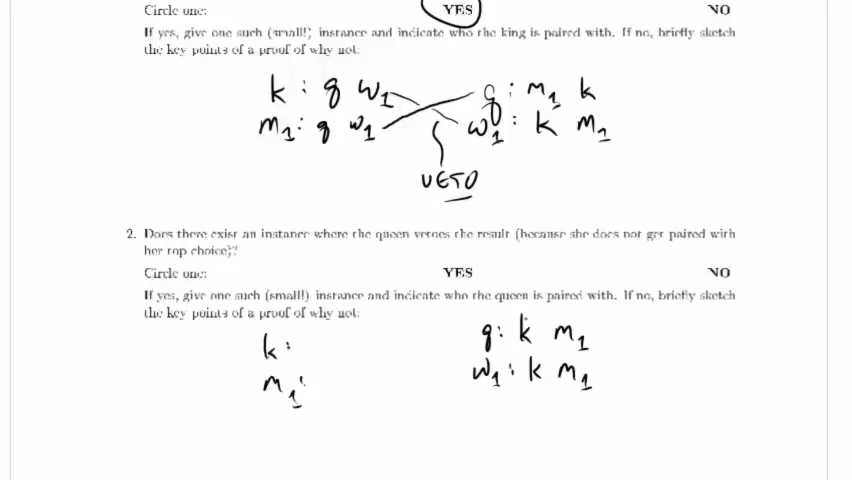 Circle one: YES NO
If yes, give one such (small!) instance and indicate who the king is paired with. If no, briefly sketch
the key points of a proof of why not:
k : q w1 q : m1 k
m1 : q w1 w1 : k m1
VETO
2. Does there exist an instance where the queen vetoes the result (because she does not get paired with
her top choice)?
Circle one: YES NO
If yes, give one such (small!) instance and indicate who the queen is paired with. If no, briefly sketch
the key points of a proof of why not:
k : q : k m1
m1 : w1 : k m1